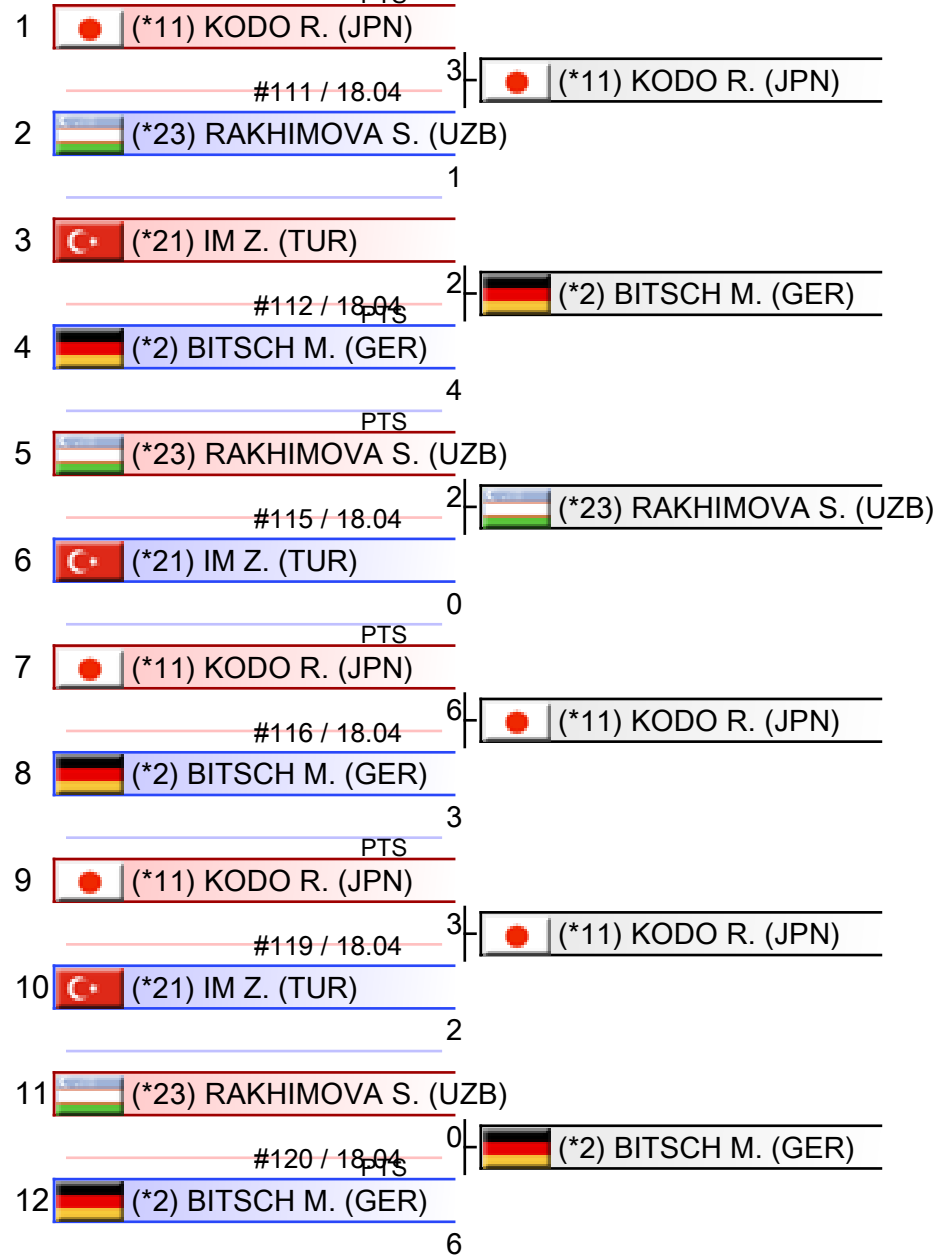 PTS
1 (*11) KODO R. (JPN)
3 (*11) KODO R. (JPN)
#111 / 18.04
2 (*23) RAKHIMOVA S. (UZB)
1
3 (*21) IM Z. (TUR)
2 (*2) BITSCH M. (GER)
#112 / 18.04
PTS
4 (*2) BITSCH M. (GER)
4
PTS
5 (*23) RAKHIMOVA S. (UZB)
2 (*23) RAKHIMOVA S. (UZB)
#115 / 18.04
6 (*21) IM Z. (TUR)
0
PTS
7 (*11) KODO R. (JPN)
6 (*11) KODO R. (JPN)
#116 / 18.04
8 (*2) BITSCH M. (GER)
3
PTS
9 (*11) KODO R. (JPN)
3 (*11) KODO R. (JPN)
#119 / 18.04
10 (*21) IM Z. (TUR)
2
11 (*23) RAKHIMOVA S. (UZB)
0 (*2) BITSCH M. (GER)
#120 / 18.04
PTS
12 (*2) BITSCH M. (GER)
6